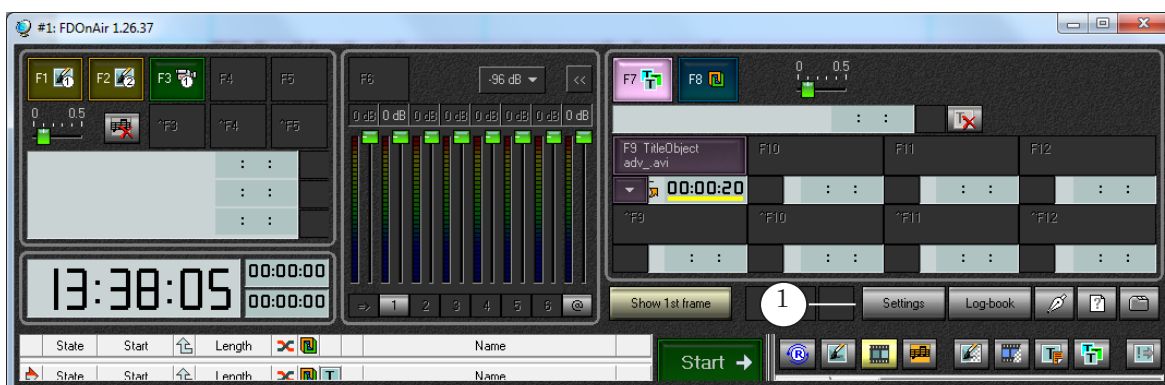 #1: FDOnAir 1.26.37
F1 1 F2 2 F3 F4 F5
0 0.5 ^F3 ^F4 ^F5
: :
: :
: :
13:38:05 00:00:00
00:00:00
F6 -96 dB <<
0 dB 0 dB 0 dB 0 dB 0 dB 0 dB 0 dB 0 dB
=> 1 2 3 4 5 6 @
F7 T F8 0 0.5
: : T
F9 TitleObject
adv_.avi
F10 F11 F12
00:00:20 : : : : : :
^F9 ^F10 ^F11 ^F12
: : : : : : : :
Show 1st frame 1 Settings Log-book ?
State Start Length Name
State Start Length T Name
Start → R T T